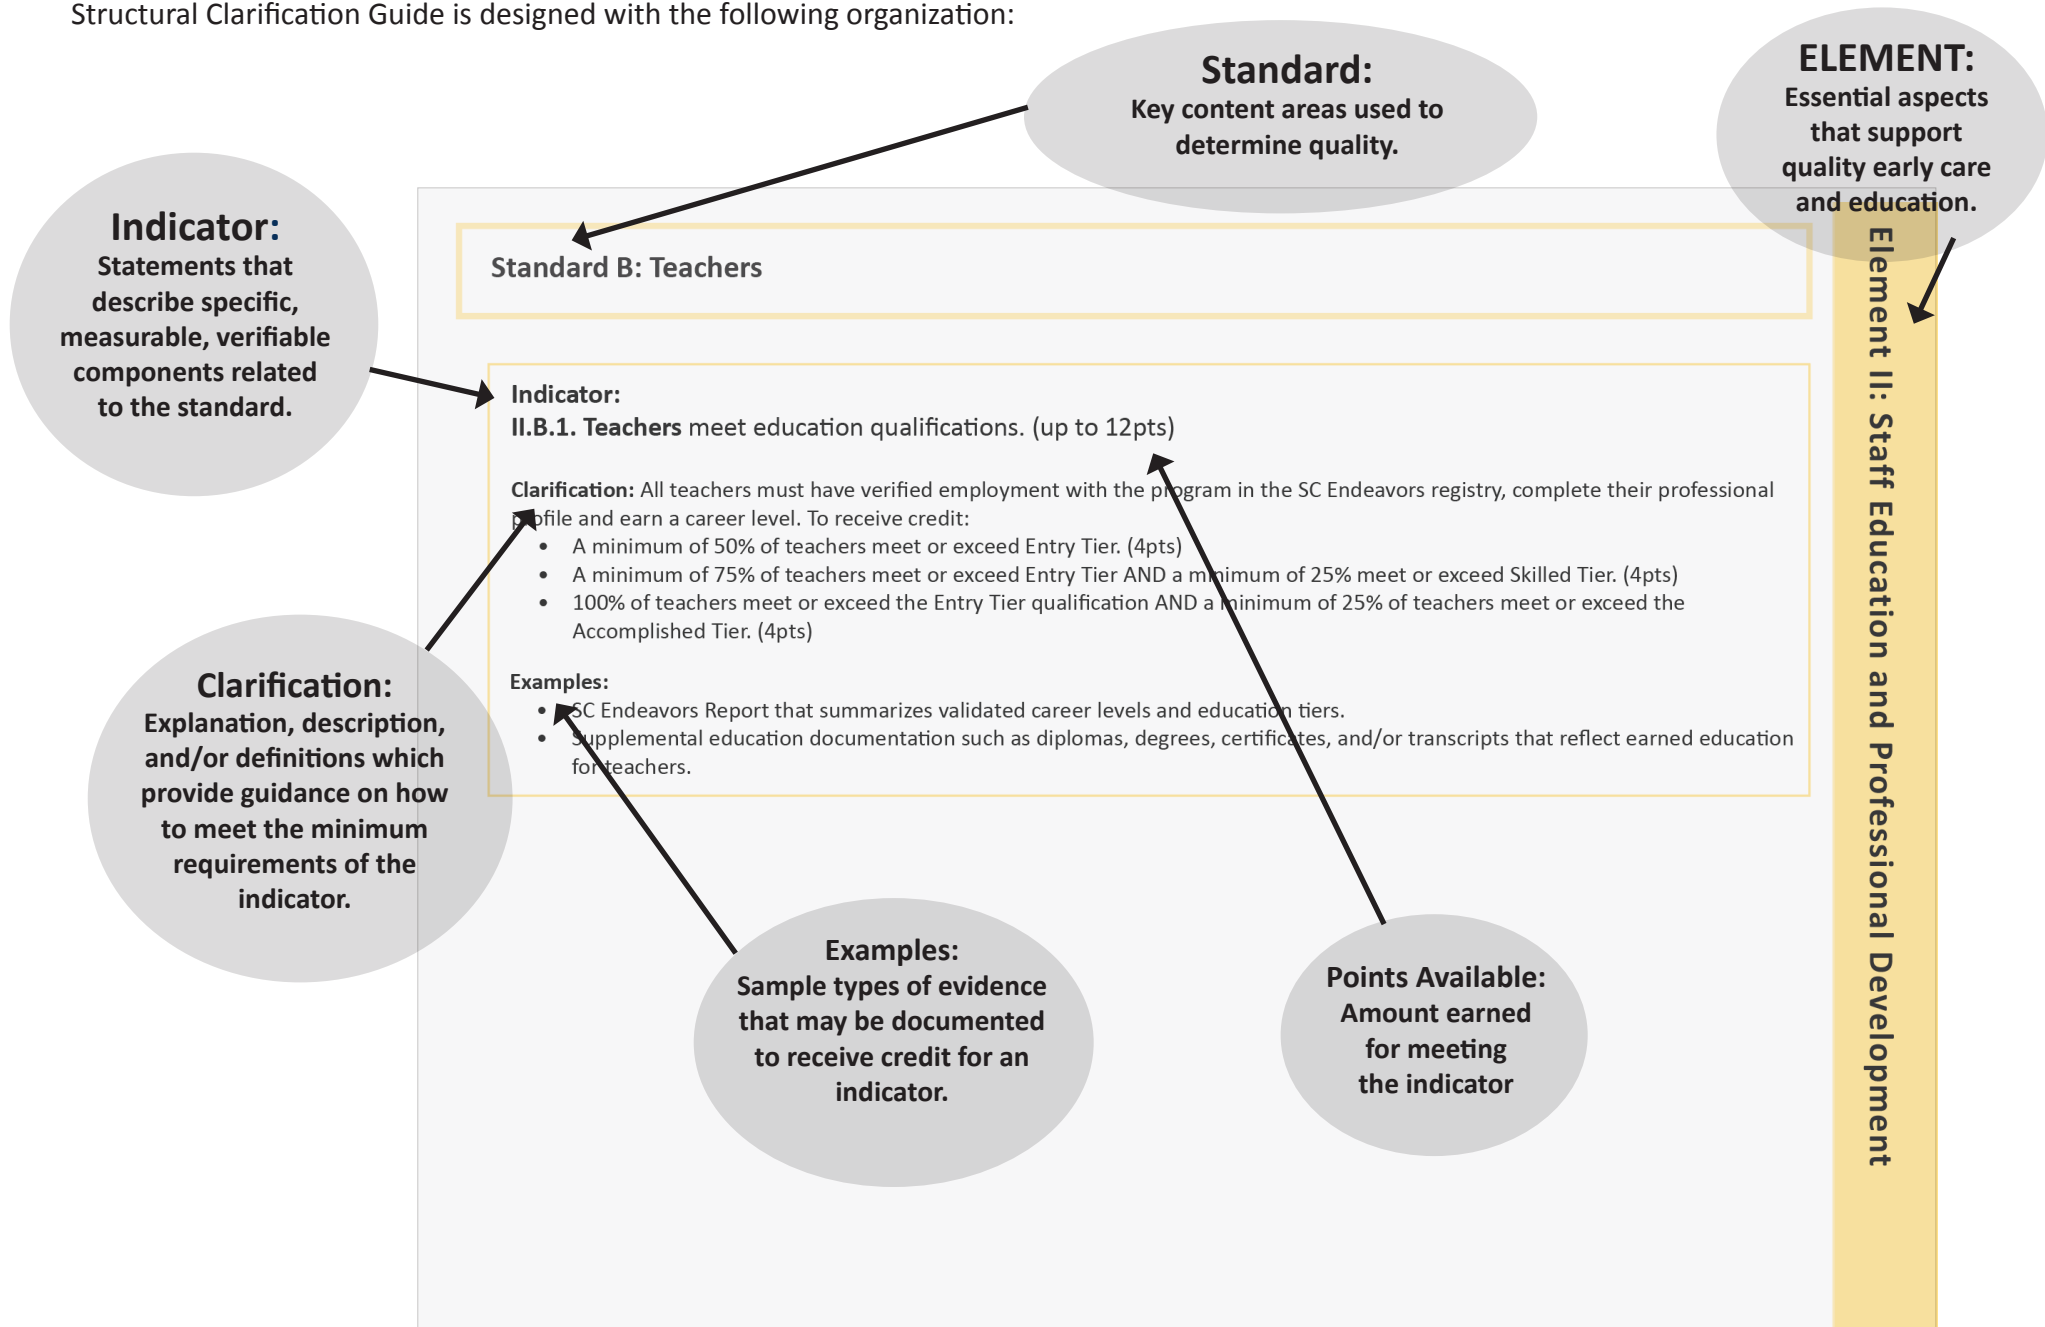 Structural Clarification Guide is designed with the following organization:
Standard:
Key content areas used to
determine quality.
ELEMENT:
Essential aspects
that support
quality early care
and education.
Indicator:
Statements that
describe specific,
measurable, verifiable
components related
to the standard.
Standard B: Teachers
Indicator:
II.B.1. Teachers meet education qualifications. (up to 12pts)
Clarification: All teachers must have verified employment with the program in the SC Endeavors registry, complete their professional
profile and earn a career level. To receive credit:
• A minimum of 50% of teachers meet or exceed Entry Tier. (4pts)
• A minimum of 75% of teachers meet or exceed Entry Tier AND a minimum of 25% meet or exceed Skilled Tier. (4pts)
• 100% of teachers meet or exceed the Entry Tier qualification AND a minimum of 25% of teachers meet or exceed the
Accomplished Tier. (4pts)
Examples:
• SC Endeavors Report that summarizes validated career levels and education tiers.
• Supplemental education documentation such as diplomas, degrees, certificates, and/or transcripts that reflect earned education
for teachers.
Element II: Staff Education and Professional Development
Clarification:
Explanation, description,
and/or definitions which
provide guidance on how
to meet the minimum
requirements of the
indicator.
Examples:
Sample types of evidence
that may be documented
to receive credit for an
indicator.
Points Available:
Amount earned
for meeting
the indicator